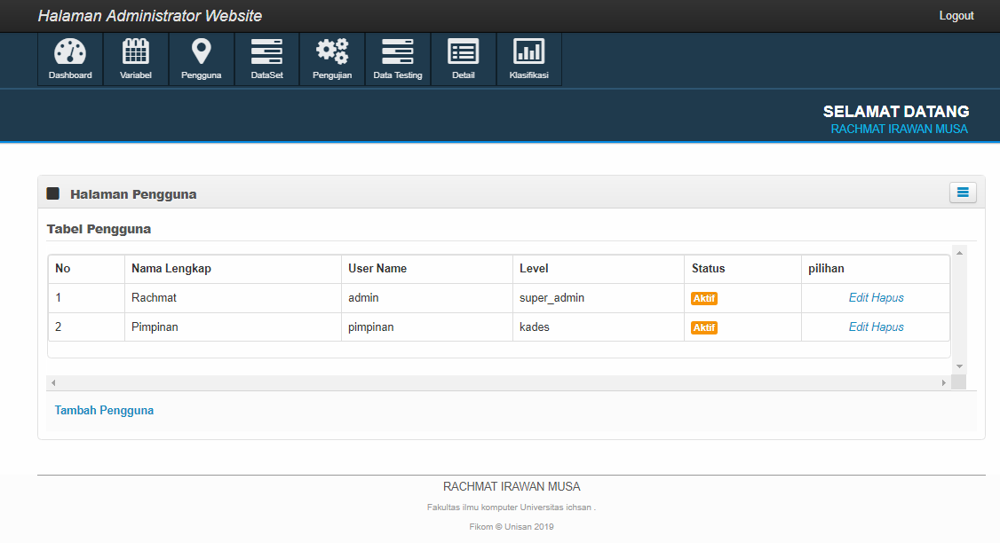 Halaman Administrator Website Logout
Dashboard Variabel Pengguna DataSet Pengujian Data Testing Detail Klasifikasi
SELAMAT DATANG
RACHMAT IRAWAN MUSA
Halaman Pengguna
Tabel Pengguna
No Nama Lengkap User Name Level Status pilihan
1 Rachmat admin super_admin Aktif Edit Hapus
2 Pimpinan pimpinan kades Aktif Edit Hapus
Tambah Pengguna
RACHMAT IRAWAN MUSA
Fakultas ilmu komputer Universitas ichsan .
Fikom © Unisan 2019